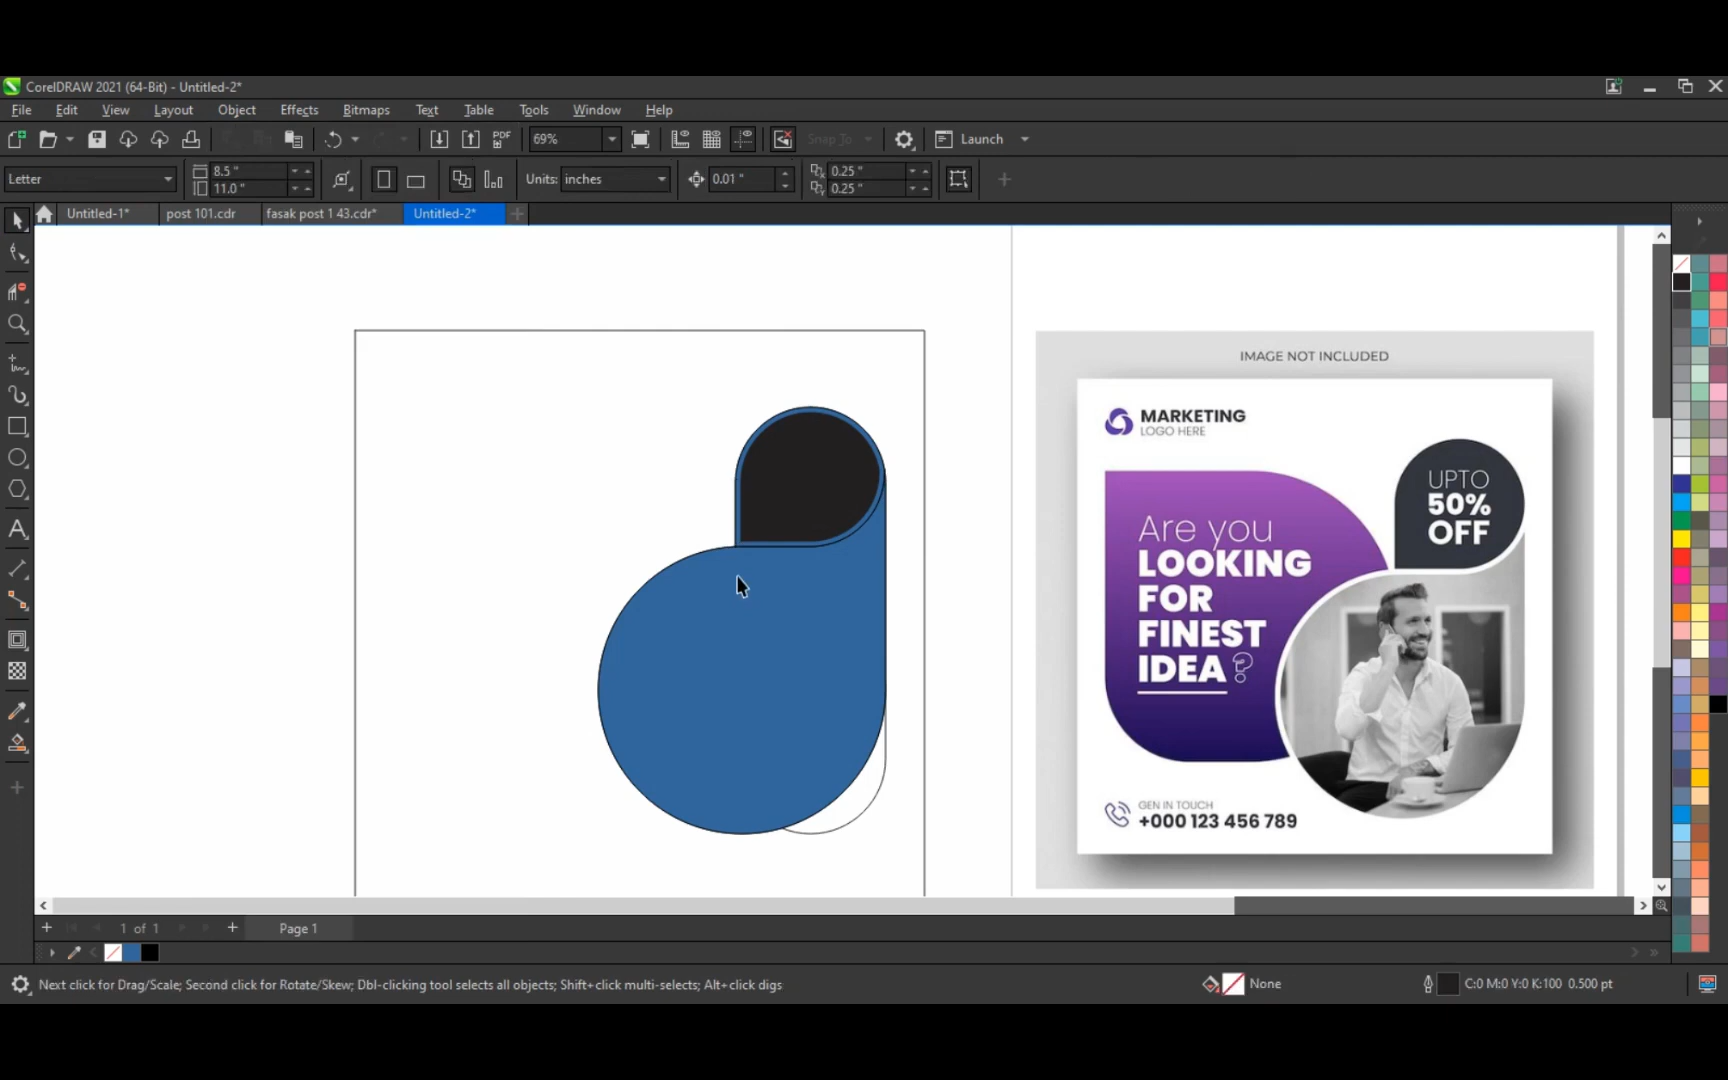 CorelDRAW 2021 (64-Bit) - Untitled-2*
File Edit View Layout Object Effects Bitmaps Text Table Tools Window Help
PDF 69% Snap To Launch
Letter 8.5 " 11.0 " Units: inches 0.01 " 0.25 " 0.25 "
Untitled-1* post 101.cdr fasak post 1 43.cdr* Untitled-2*
IMAGE NOT INCLUDED
MARKETING
LOGO HERE
UPTO
50%
OFF
Are you
LOOKING
FOR
FINEST
IDEA?
GEN IN TOUCH
+000 123 456 789
1 of 1 Page 1
Next click for Drag/Scale; Second click for Rotate/Skew; Dbl-clicking tool selects all objects; Shift+click multi-selects; Alt+click digs None C:0 M:0 Y:0 K:100 0.500 pt